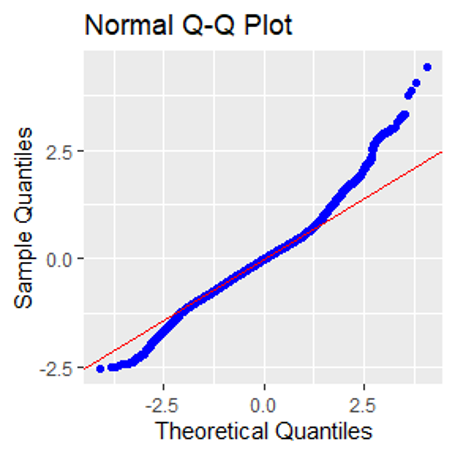 Normal Q-Q Plot
Sample Quantiles
2.5
0.0
-2.5
-2.5 0.0 2.5
Theoretical Quantiles